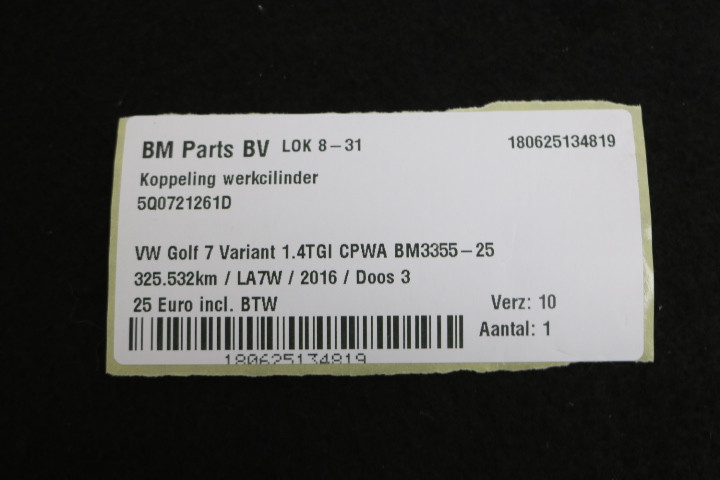 BM Parts BV LOK 8-31 180625134819
Koppeling werkcilinder
5Q0721261D
VW Golf 7 Variant 1.4TGI CPWA BM3355-25
325.532km / LA7W / 2016 / Doos 3
25 Euro incl. BTW Verz: 10
Aantal: 1
180625134819